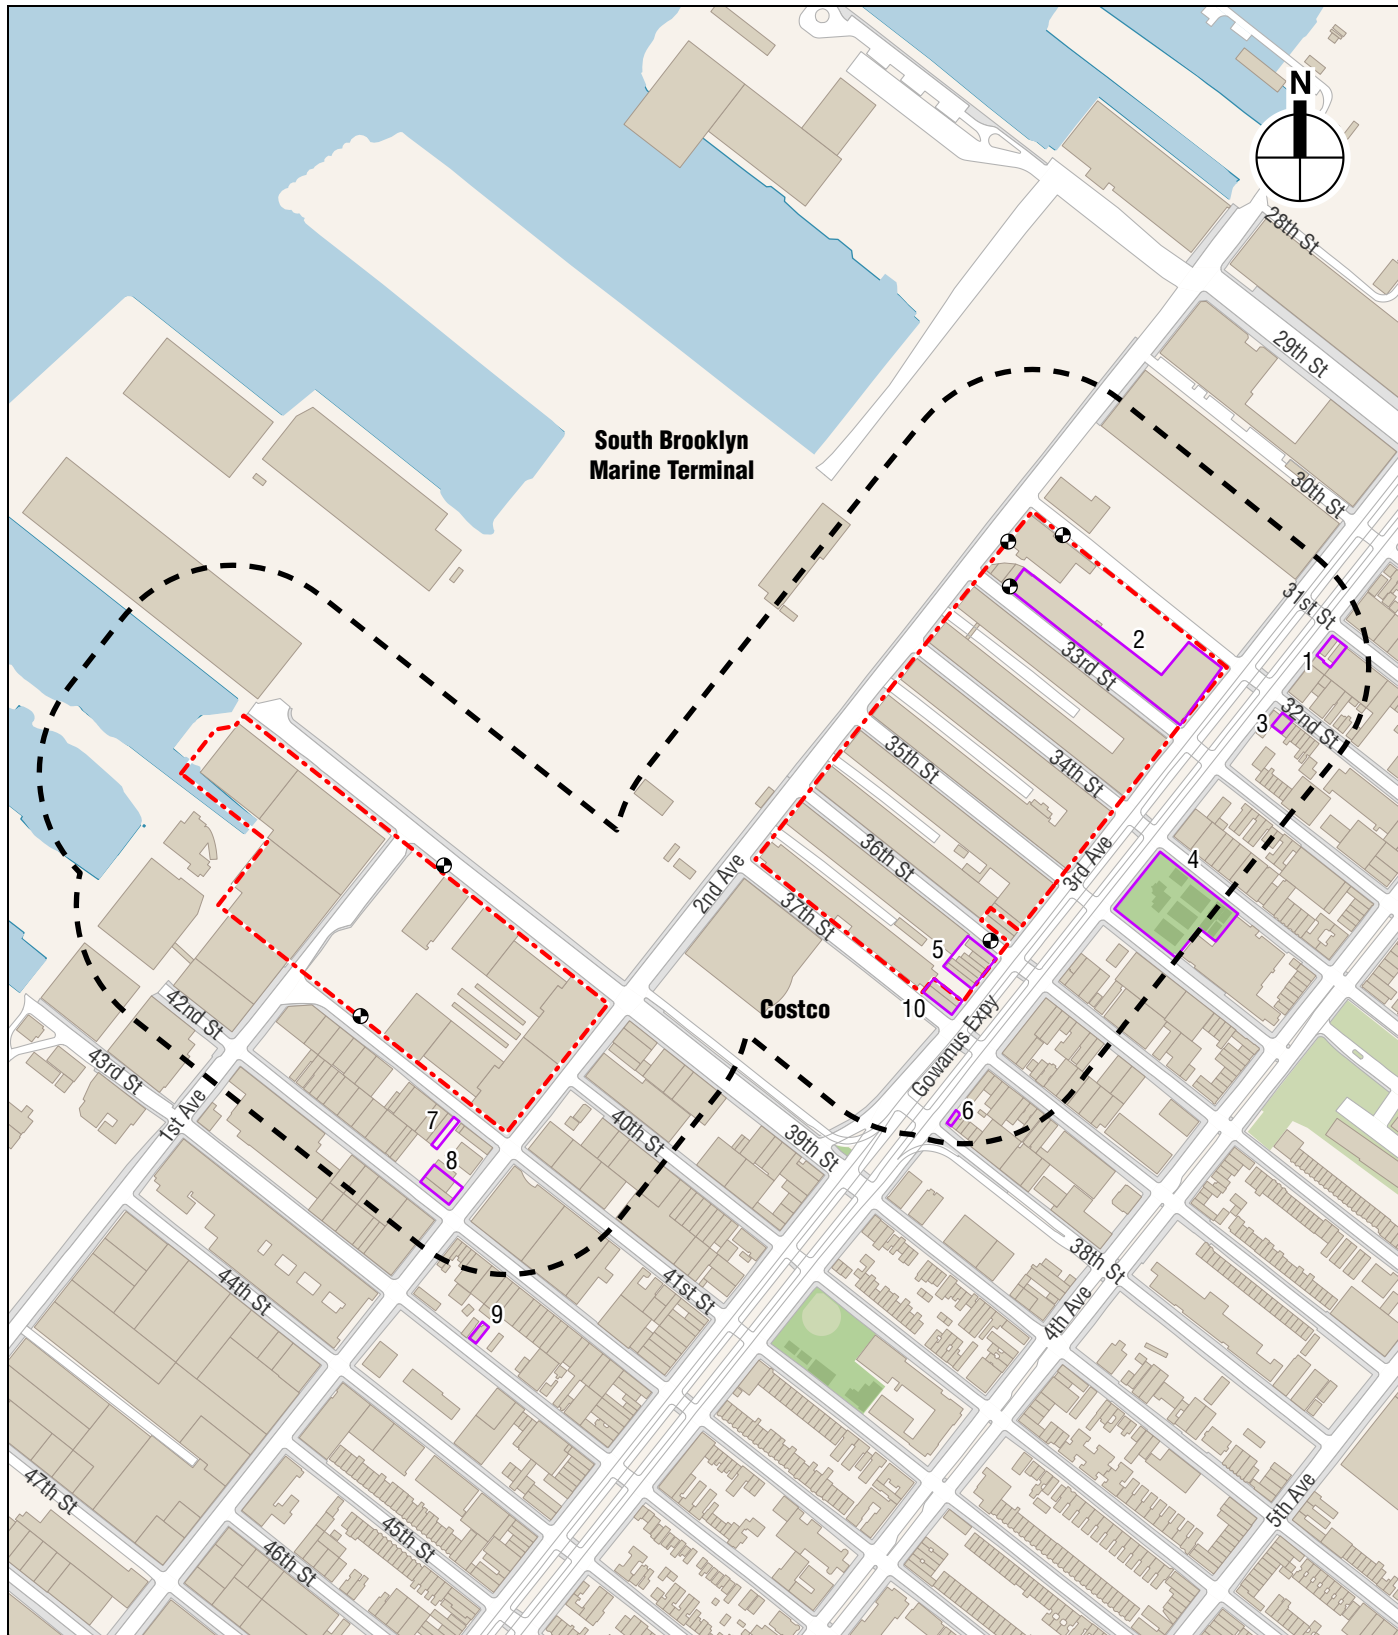 N
28th St
29th St
South Brooklyn
Marine Terminal
30th St
31st St
2
1
33rd St
32nd St
3
35th St
34th St
36th St
3rd Ave
4
2nd Ave
37th St
5
10
Costco
42nd St
Gowanus Expy
43rd St
1st Ave
7
6
40th St
39th St
8
38th St
44th St
41st St
4th Ave
9
47th St
5th Ave
45th St
46th St